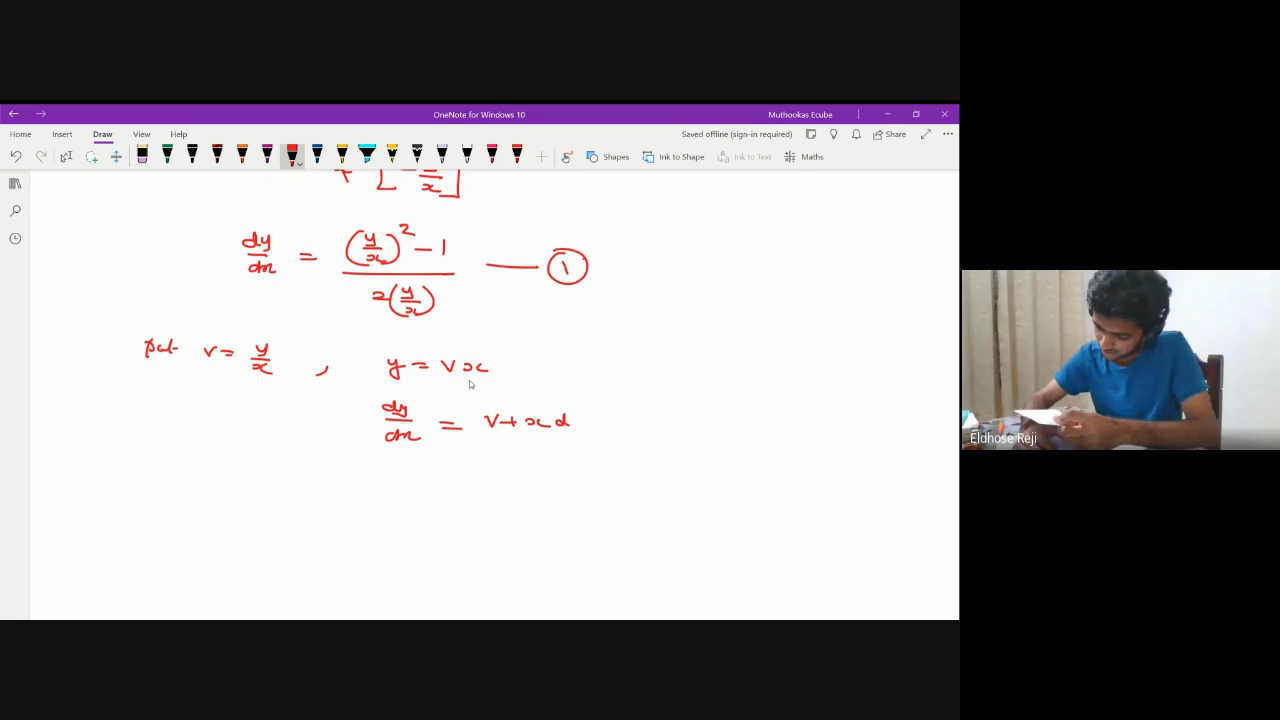 OneNote for Windows 10
Muthookas Ecube
Home Insert Draw View Help
Saved offline (sign-in required)
Share
Shapes
Ink to Shape
Ink to Text
Maths
x
dy/dx = ((y/x)^2 - 1) / (2(y/x)) —— ①
put v = y/x , y = vx
dy/dx = v + x d
Eldhose Reji